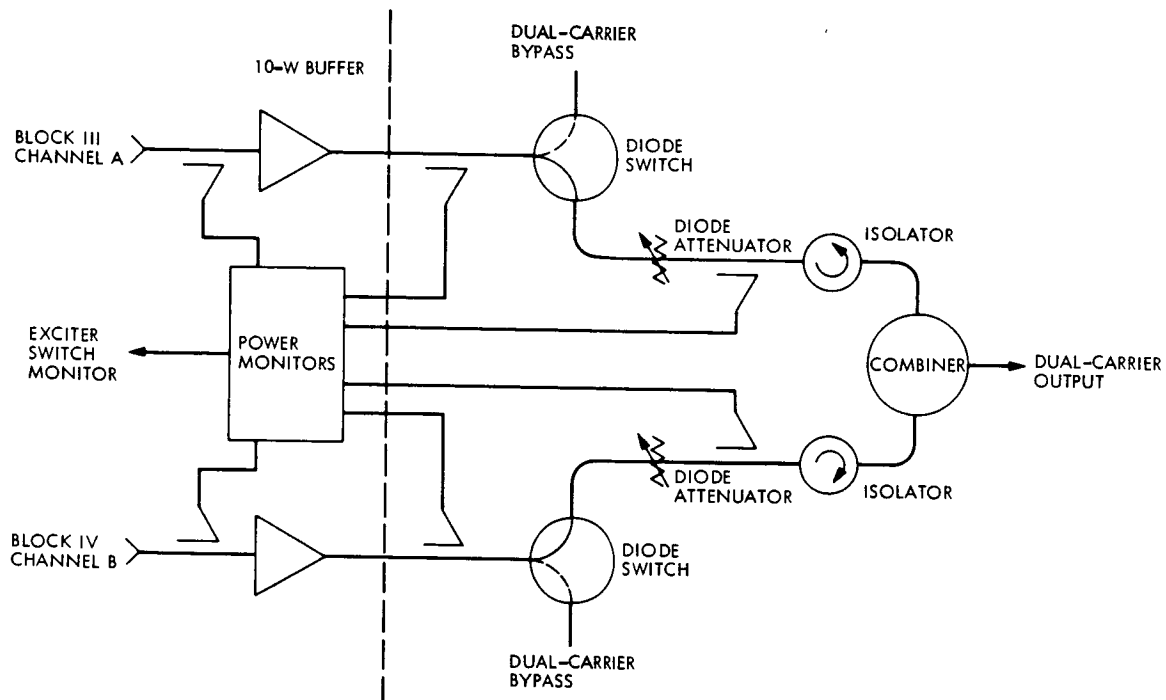 DUAL-CARRIER
BYPASS
10-W BUFFER
BLOCK III
CHANNEL A
DIODE
SWITCH
DIODE
ATTENUATOR
ISOLATOR
EXCITER
SWITCH
MONITOR
POWER
MONITORS
COMBINER
DUAL-CARRIER
OUTPUT
DIODE
ATTENUATOR
ISOLATOR
BLOCK IV
CHANNEL B
DIODE
SWITCH
DUAL-CARRIER
BYPASS